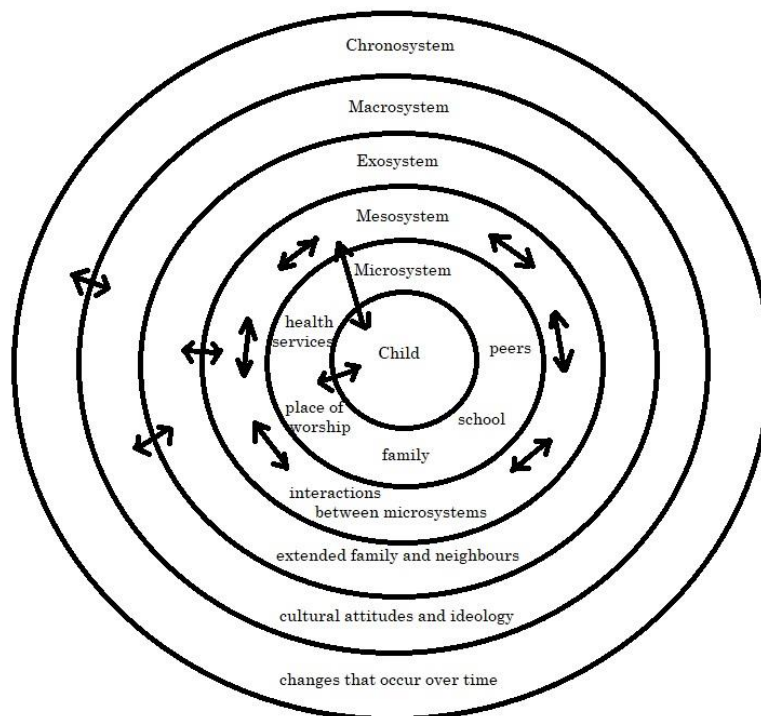 Chronosystem
Macrosystem
Exosystem
Mesosystem
Microsystem
health
services
Child
peers
place of
worship
school
family
interactions
between microsystems
extended family and neighbours
cultural attitudes and ideology
changes that occur over time